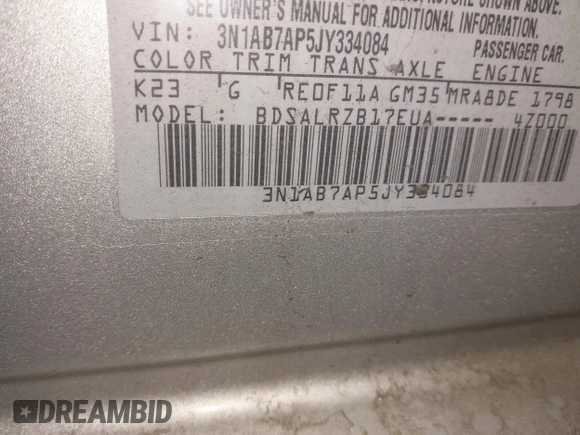 SEE OWNER'S MANUAL FOR ADDITIONAL INFORMATION.
VIN: 3N1AB7AP5JY334084 PASSENGER CAR.
COLOR TRIM TRANS AXLE ENGINE
K23 G RE0F11A GM35 MRA8DE 1798
MODEL: BDSALRZB17EUA----- 4Z000
3N1AB7AP5JY334084
DREAMBID